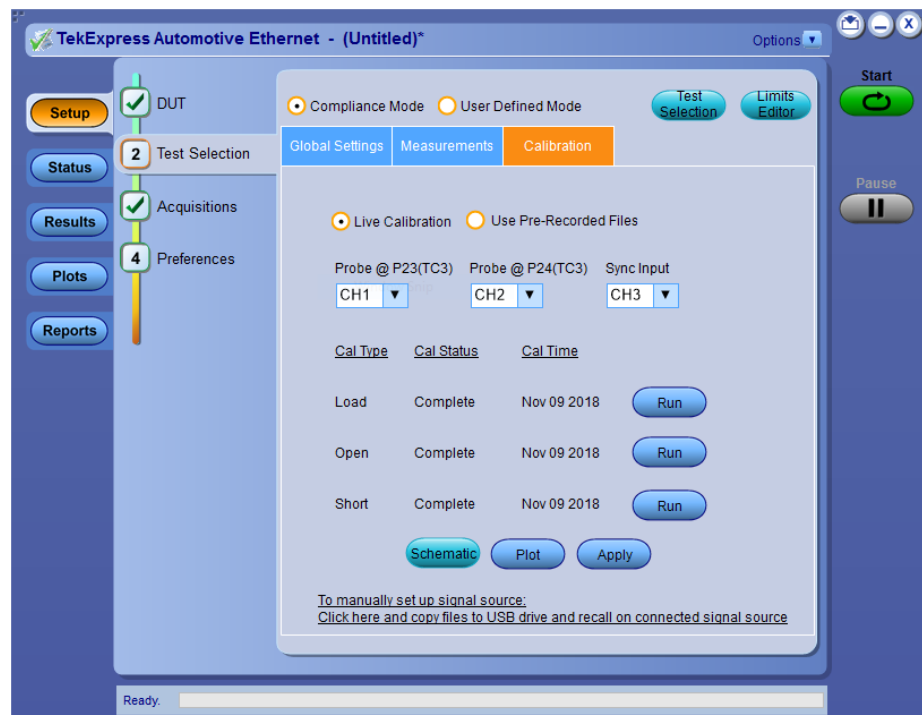 TekExpress Automotive Ethernet - (Untitled)*
Options
Start
Pause
Setup
Status
Results
Plots
Reports
DUT
2 Test Selection
Acquisitions
4 Preferences
Compliance Mode User Defined Mode
Test Selection
Limits Editor
Global Settings Measurements Calibration
Live Calibration Use Pre-Recorded Files
Probe @ P23(TC3) Probe @ P24(TC3) Sync Input
CH1 CH2 CH3
Cal Type Cal Status Cal Time
Load Complete Nov 09 2018 Run
Open Complete Nov 09 2018 Run
Short Complete Nov 09 2018 Run
Schematic Plot Apply
To manually set up signal source:
Click here and copy files to USB drive and recall on connected signal source
Ready.